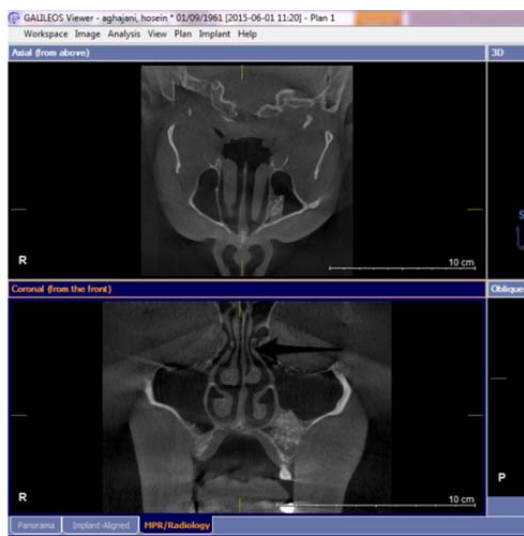 GALILEOS Viewer - aghajani, hosein * 01/09/1961 [2015-06-01 11:20] - Plan 1
Workspace Image Analysis View Plan Implant Help
Axial (from above)
3D
R
10 cm
S
Coronal (from the front)
Oblique
R
10 cm
P
Panorama Implant-Aligned MPR/Radiology